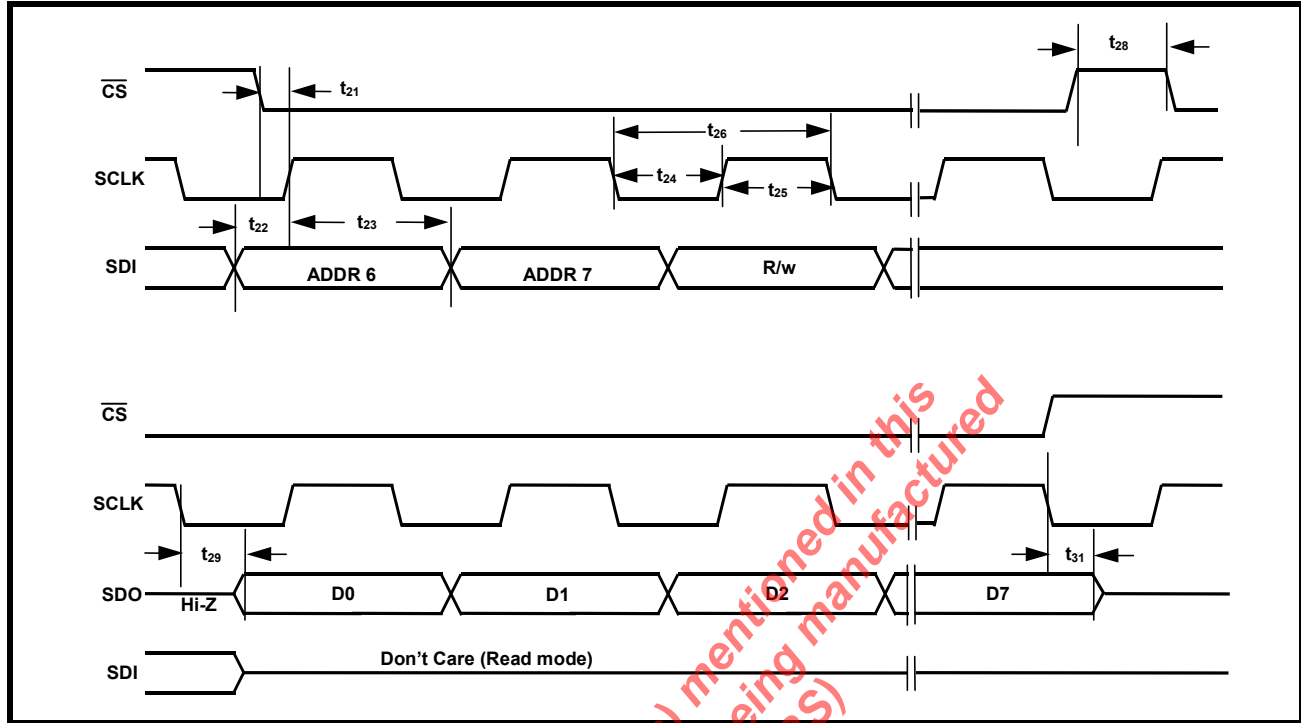 t28
CS
t21
t26
SCLK
t24
t25
t22
t23
SDI
ADDR 6
ADDR 7
R/w
CS
SCLK
t29
t31
SDO
Hi-Z
D0
D1
D2
D7
SDI
Don't Care (Read mode)
) mentioned in this
eing manufactured
S)